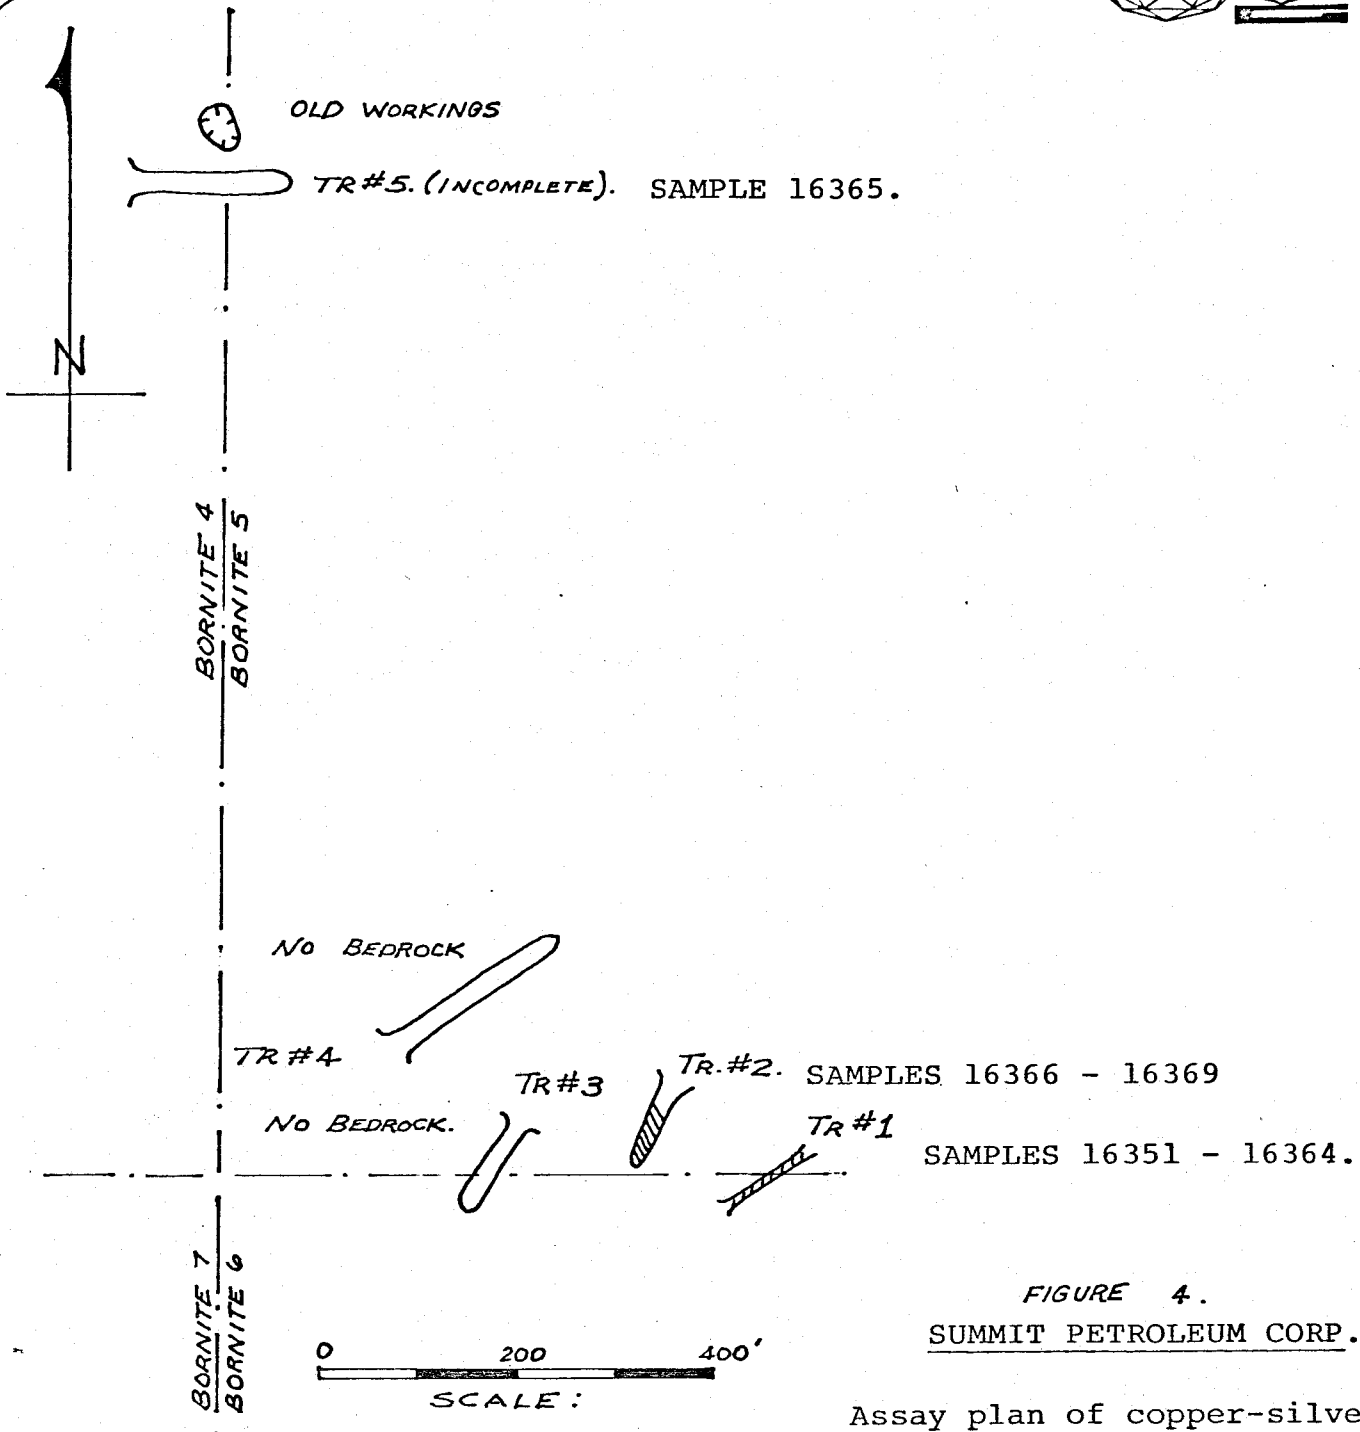 OLD WORKINGS
TR #5. (INCOMPLETE). SAMPLE 16365.
N
BORNITE 4
BORNITE 5
NO BEDROCK
TR #4
TR #3
TR. #2. SAMPLES 16366 - 16369
NO BEDROCK.
TR #1
SAMPLES 16351 - 16364.
BORNITE 7
BORNITE 6
FIGURE 4.
SUMMIT PETROLEUM CORP.
0 200 400'
SCALE:
Assay plan of copper-silve